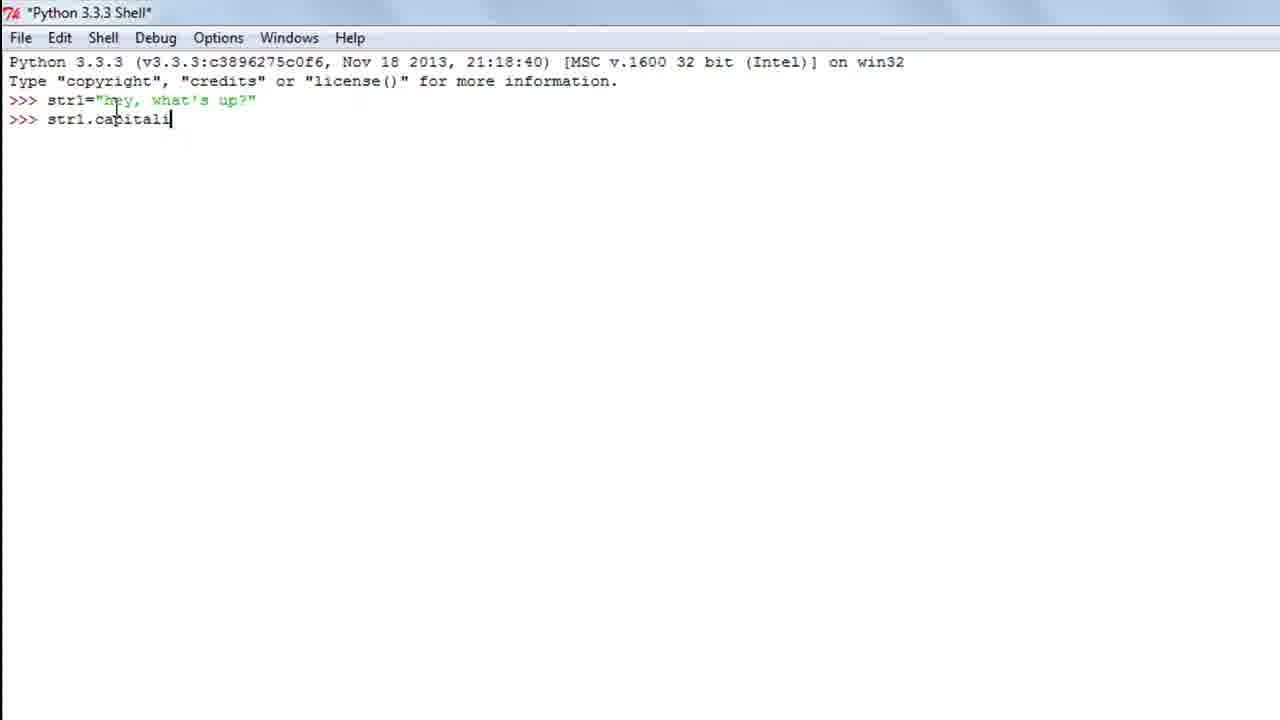 *Python 3.3.3 Shell*
File Edit Shell Debug Options Windows Help
Python 3.3.3 (v3.3.3:c3896275c0f6, Nov 18 2013, 21:18:40) [MSC v.1600 32 bit (Intel)] on win32
Type "copyright", "credits" or "license()" for more information.
>>> str1="hey, what's up?"
>>> str1.capitali